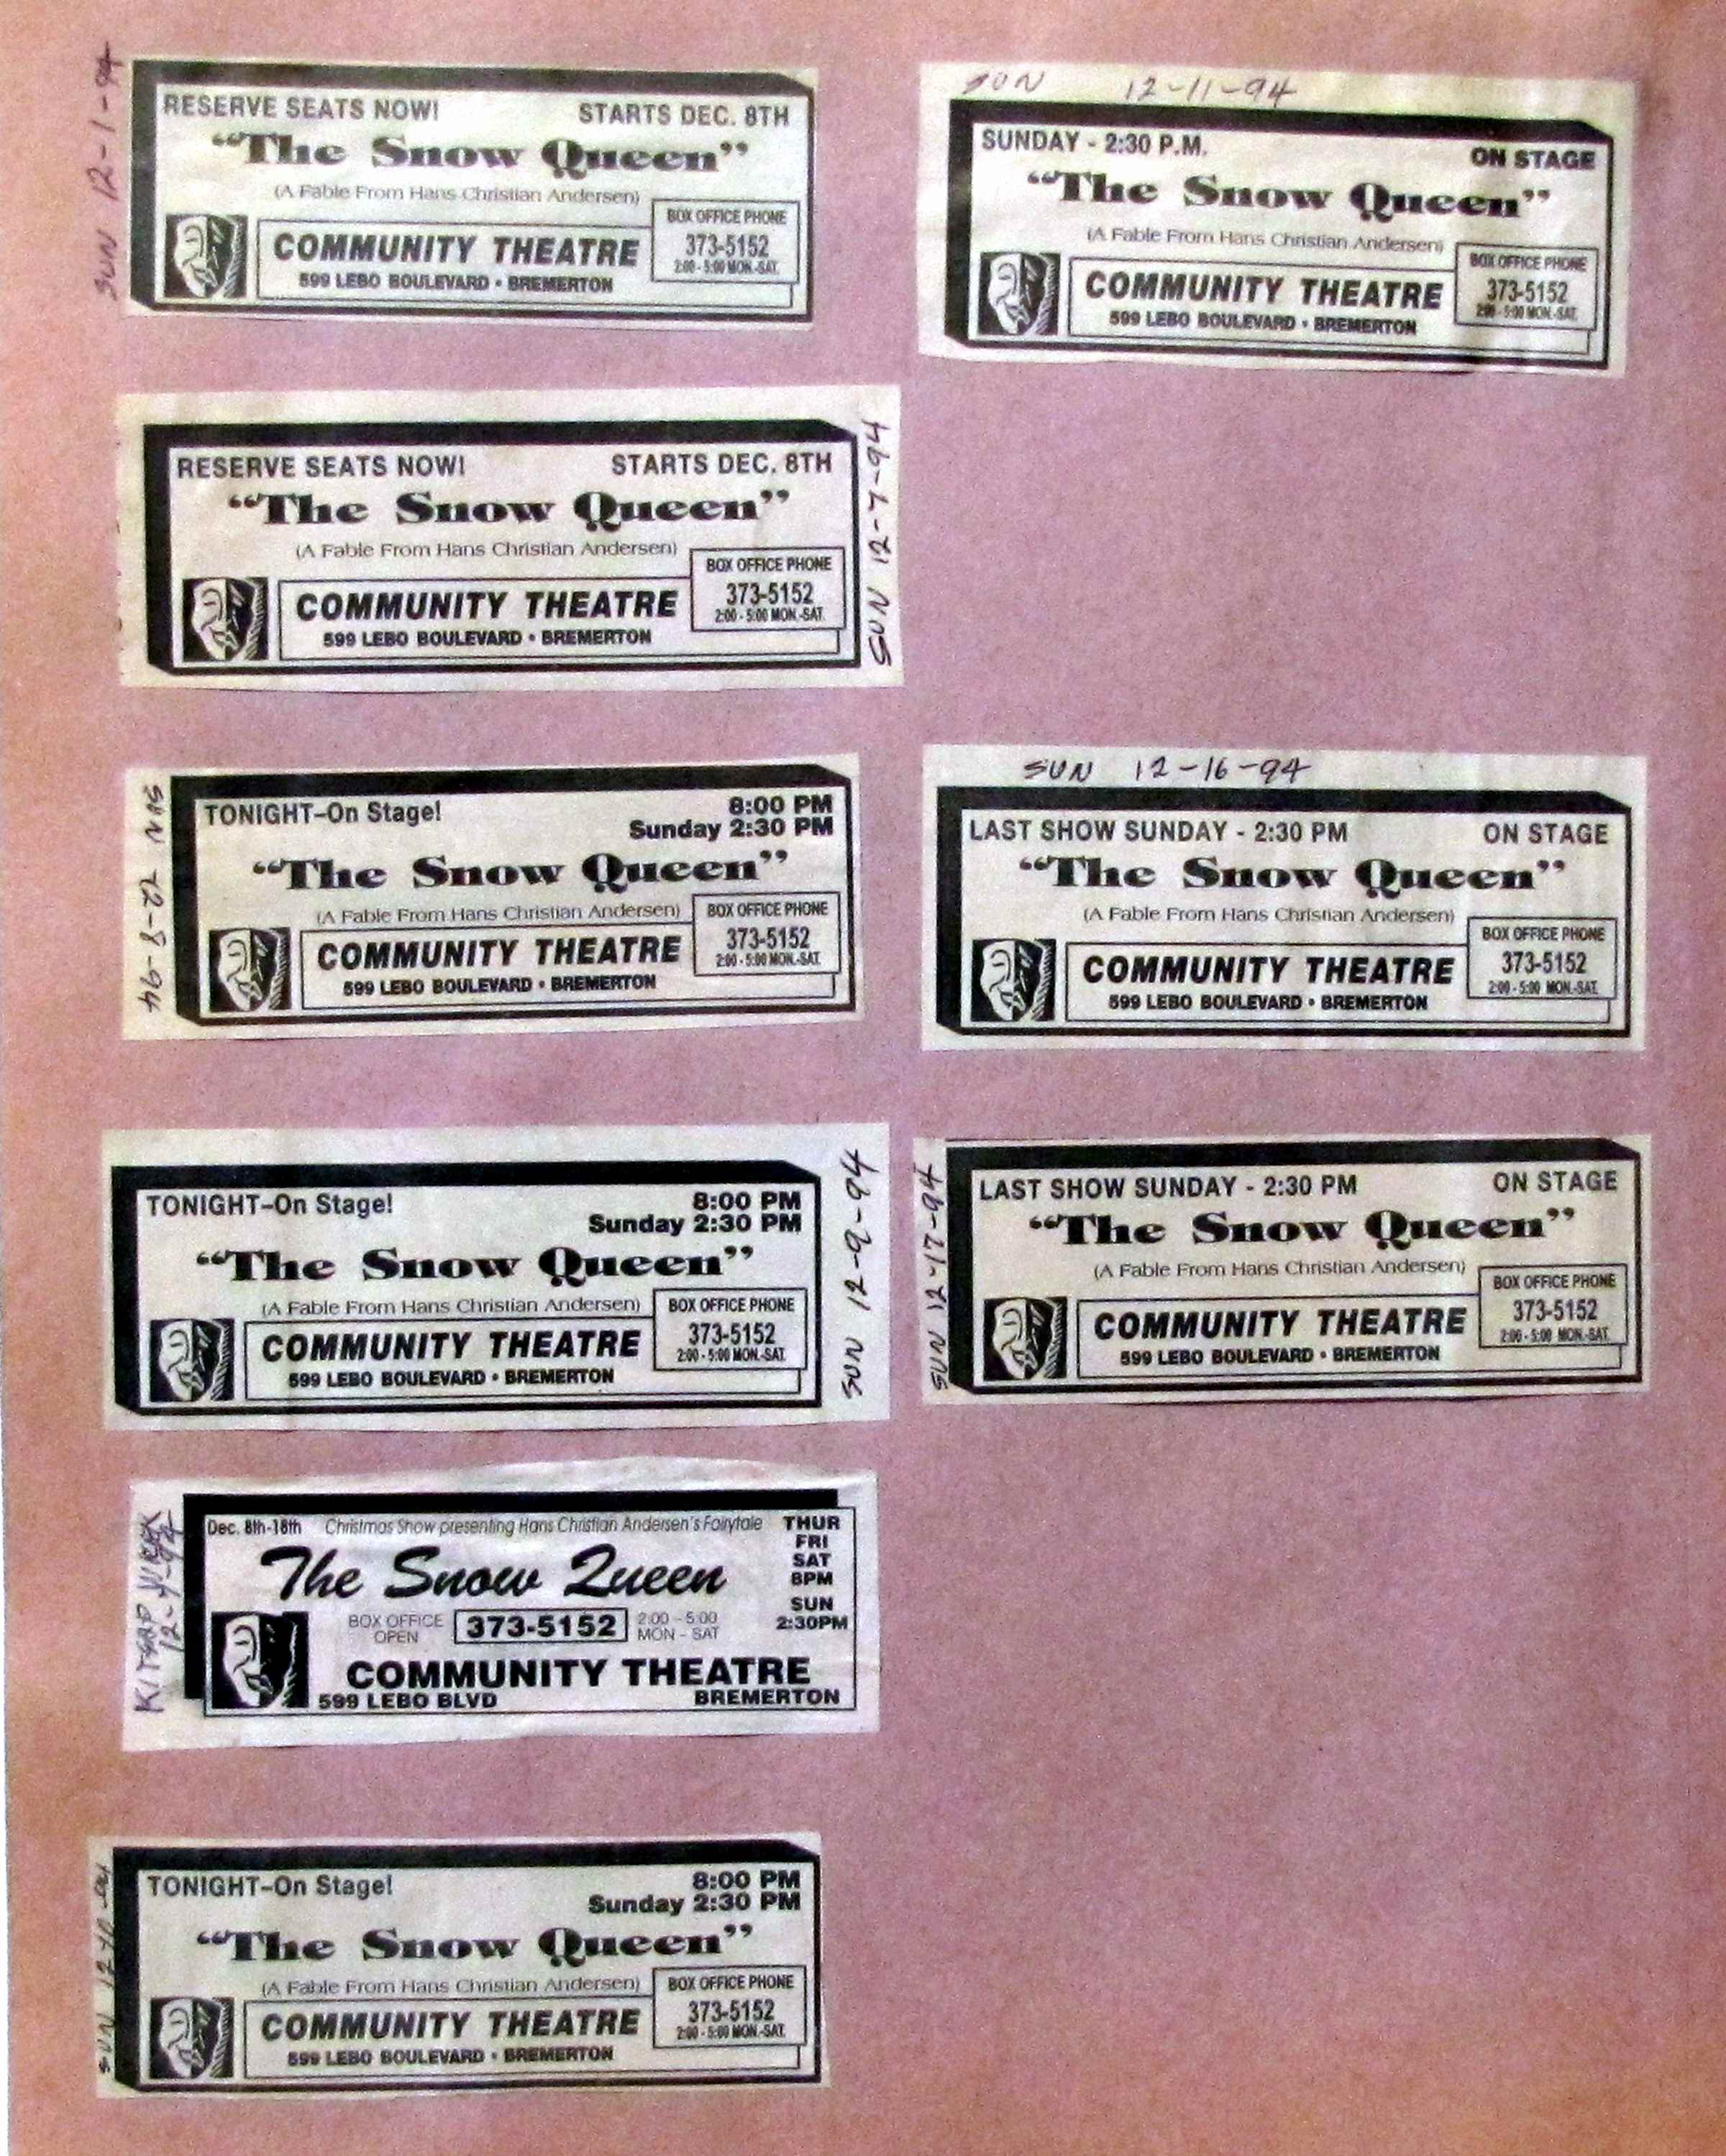 SUN 12-1-94
RESERVE SEATS NOW! STARTS DEC. 8TH
“The Snow Queen”
(A Fable From Hans Christian Andersen)
BOX OFFICE PHONE
373-5152
2:00 - 5:00 MON.-SAT.
COMMUNITY THEATRE
599 LEBO BOULEVARD • BREMERTON
RESERVE SEATS NOW! STARTS DEC. 8TH
“The Snow Queen”
(A Fable From Hans Christian Andersen)
BOX OFFICE PHONE
373-5152
2:00 - 5:00 MON.-SAT.
COMMUNITY THEATRE
599 LEBO BOULEVARD • BREMERTON
SUN 12-7-94
SUN 12-8-94
TONIGHT–On Stage! 8:00 PM
Sunday 2:30 PM
“The Snow Queen”
(A Fable From Hans Christian Andersen)
BOX OFFICE PHONE
373-5152
2:00 - 5:00 MON.-SAT.
COMMUNITY THEATRE
599 LEBO BOULEVARD • BREMERTON
TONIGHT–On Stage! 8:00 PM
Sunday 2:30 PM
“The Snow Queen”
(A Fable From Hans Christian Andersen)
BOX OFFICE PHONE
373-5152
2:00 - 5:00 MON.-SAT.
COMMUNITY THEATRE
599 LEBO BOULEVARD • BREMERTON
SUN 12-9-94
KITSAP
Dec. 8th-18th Christmas Show presenting Hans Christian Andersen's Fairytale
The Snow Queen
THUR
FRI
SAT
8PM
SUN
2:30PM
BOX OFFICE OPEN 373-5152 2:00 - 5:00 MON - SAT
COMMUNITY THEATRE
599 LEBO BLVD BREMERTON
SUN 12-10-94
TONIGHT–On Stage! 8:00 PM
Sunday 2:30 PM
“The Snow Queen”
(A Fable From Hans Christian Andersen)
BOX OFFICE PHONE
373-5152
2:00 - 5:00 MON.-SAT.
COMMUNITY THEATRE
599 LEBO BOULEVARD • BREMERTON
SUN 12-11-94
SUNDAY - 2:30 P.M. ON STAGE
“The Snow Queen”
(A Fable From Hans Christian Andersen)
BOX OFFICE PHONE
373-5152
2:00 - 5:00 MON.-SAT.
COMMUNITY THEATRE
599 LEBO BOULEVARD • BREMERTON
SUN 12-16-94
LAST SHOW SUNDAY - 2:30 PM ON STAGE
“The Snow Queen”
(A Fable From Hans Christian Andersen)
BOX OFFICE PHONE
373-5152
2:00 - 5:00 MON.-SAT.
COMMUNITY THEATRE
599 LEBO BOULEVARD • BREMERTON
SUN 12-17-94
LAST SHOW SUNDAY - 2:30 PM ON STAGE
“The Snow Queen”
(A Fable From Hans Christian Andersen)
BOX OFFICE PHONE
373-5152
2:00 - 5:00 MON.-SAT.
COMMUNITY THEATRE
599 LEBO BOULEVARD • BREMERTON